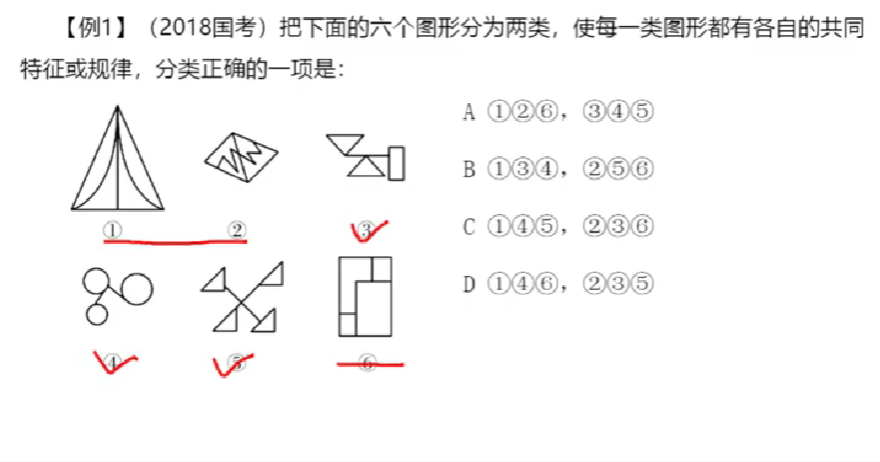 【例1】（2018国考）把下面的六个图形分为两类，使每一类图形都有各自的共同
特征或规律，分类正确的一项是：
A ①②⑥，③④⑤
B ①③④，②⑤⑥
C ①④⑤，②③⑥
D ①④⑥，②③⑤
① ② ③
④ ⑤ ⑥